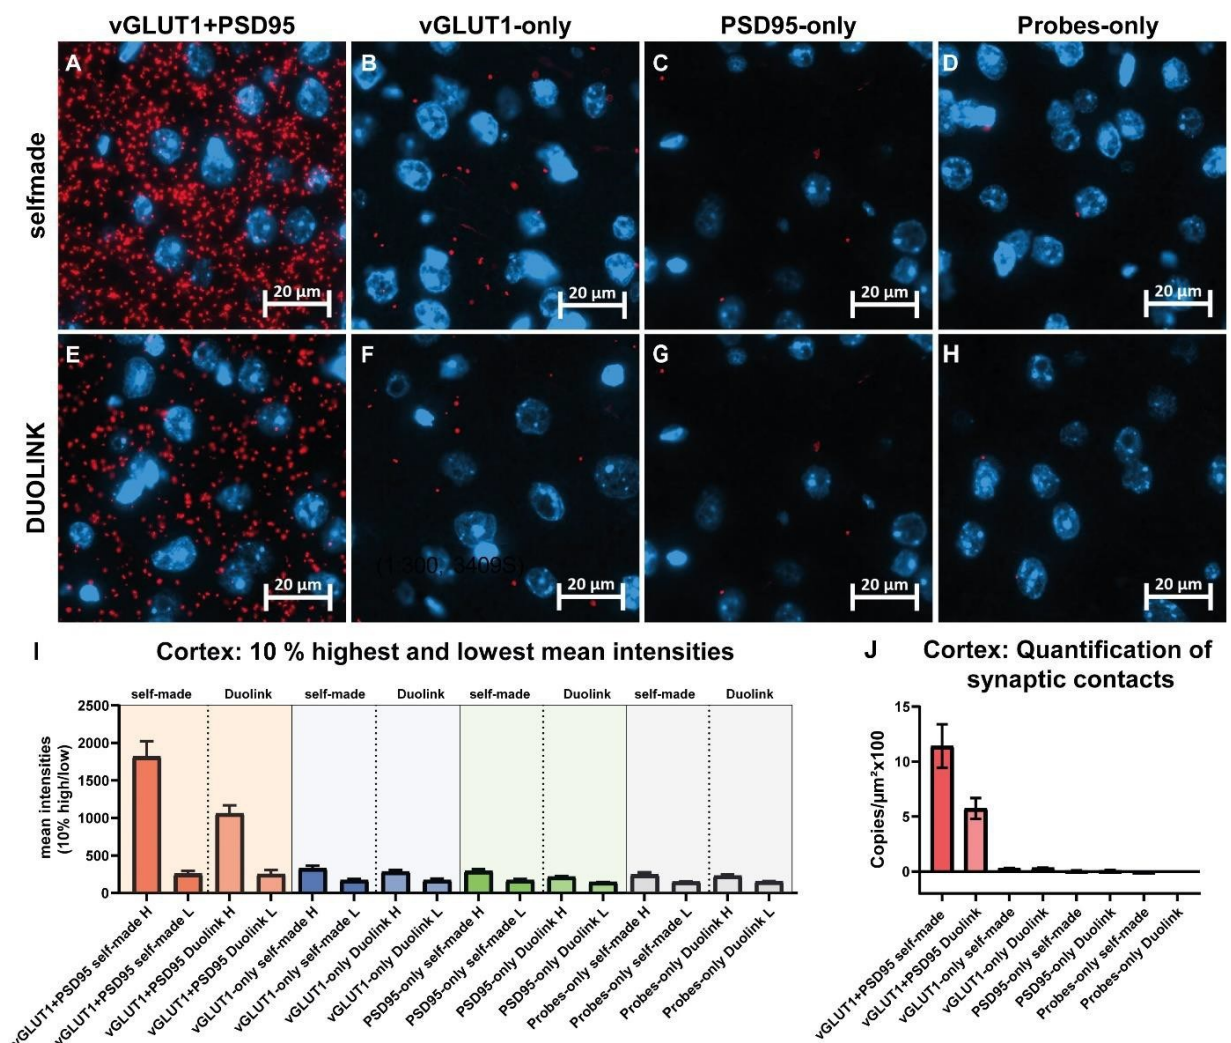 vGLUT1+PSD95 vGLUT1-only PSD95-only Probes-only
selfmade
A B C D
20 µm 20 µm 20 µm 20 µm
DUOLINK
E F G H
(1:300, 3409S)
20 µm 20 µm 20 µm 20 µm
I Cortex: 10 % highest and lowest mean intensities
self-made Duolink self-made Duolink self-made Duolink self-made Duolink
mean intensities
(10% high/low)
2500
2000
1500
1000
500
0
vGLUT1+PSD95 self-made H
vGLUT1+PSD95 self-made L
vGLUT1+PSD95 Duolink H
vGLUT1+PSD95 Duolink L
vGLUT1-only self-made H
vGLUT1-only self-made L
vGLUT1-only Duolink H
vGLUT1-only Duolink L
PSD95-only self-made H
PSD95-only self-made L
PSD95-only Duolink H
PSD95-only Duolink L
Probes-only self-made H
Probes-only self-made L
Probes-only Duolink H
Probes-only Duolink L
J Cortex: Quantification of
synaptic contacts
Copies/µm²x100
15
10
5
0
vGLUT1+PSD95 self-made
vGLUT1+PSD95 Duolink
vGLUT1-only self-made
vGLUT1-only Duolink
PSD95-only self-made
PSD95-only Duolink
Probes-only self-made
Probes-only Duolink